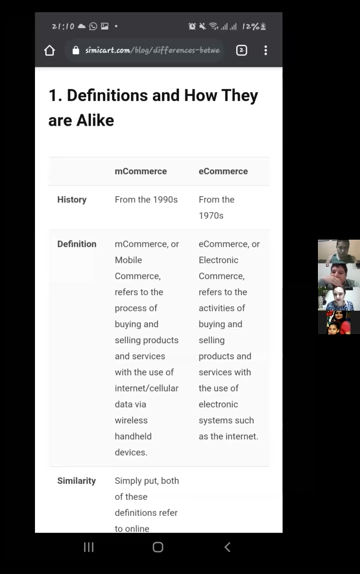 21:10
12%
simicart.com/blog/differences-betwe
1. Definitions and How They
are Alike
mCommerce eCommerce
History From the 1990s From the
1970s
Definition mCommerce, or eCommerce, or
Mobile Electronic
Commerce, Commerce,
refers to the refers to the
process of activities of
buying and buying and
selling products selling
and services products and
with the use of services with
internet/cellular the use of
data via electronic
wireless systems such
handheld as the internet.
devices.
Similarity Simply put, both
of these
definitions refer
to online